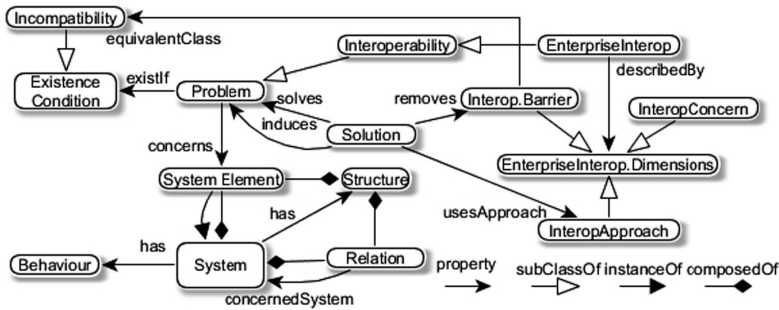 Incompatibility
equivalentClass
Interoperability
EnterpriseInterop
describedBy
Existence
Condition
existIf
Problem
solves
removes
Interop.Barrier
InteropConcern
induces
Solution
concerns
EnterpriseInterop.Dimensions
System Element
Structure
has
usesApproach
InteropApproach
Behaviour
has
System
Relation
concernedSystem
property
subClassOf
instanceOf
composedOf